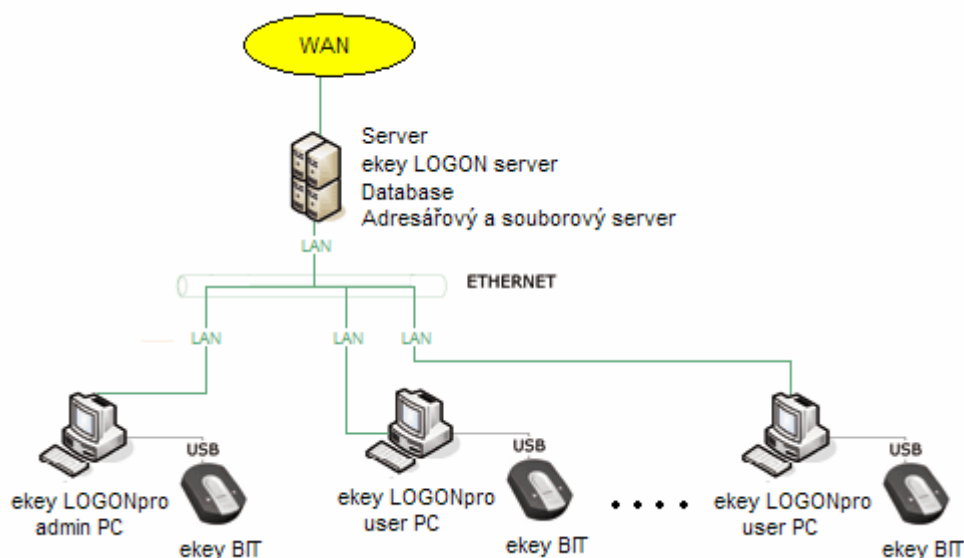 WAN
Server
ekey LOGON server
Database
Adresářový a souborový server
LAN
ETHERNET
LAN
LAN
LAN
USB
USB
USB
ekey LOGONpro
admin PC
ekey BIT
ekey LOGONpro
user PC
ekey BIT
ekey LOGONpro
user PC
ekey BIT